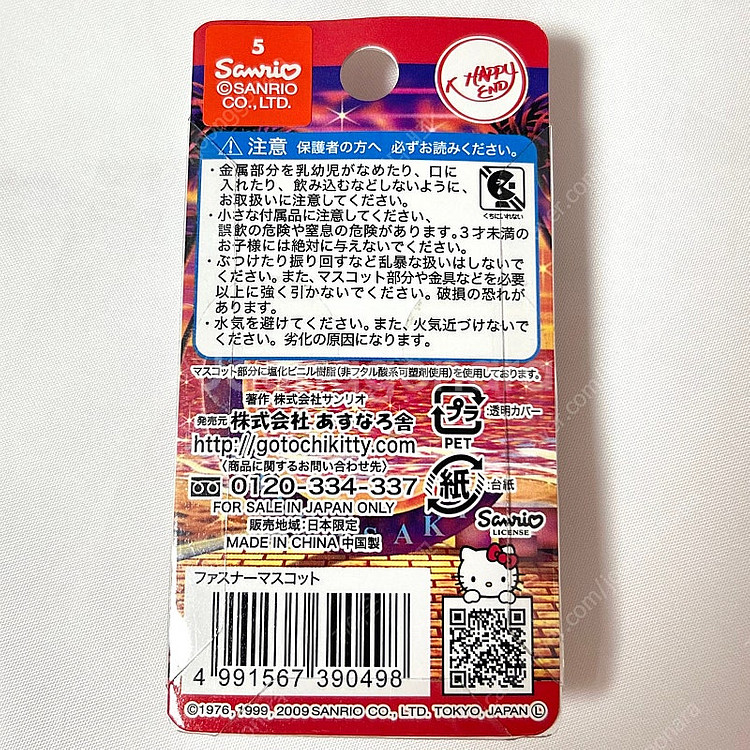 5
Sanrio
©SANRIO
CO., LTD.
K HAPPY
END
注意 保護者の方へ 必ずお読みください。
・金属部分を乳幼児がなめたり、口に
入れたり、飲み込むなどしないように、
お取扱いに注意してください。
くちにいれない
・小さな付属品に注意してください、
誤飲の危険や窒息の危険があります。3才未満の
お子様には絶対に与えないでください。
・ぶつけたり振り回すなど乱暴な扱いはしないで
ください。また、マスコット部分や金具などを必要
以上に強く引かないでください。破損の恐れが
あります。
・水気を避けてください。また、火気近づけないで
ください。劣化の原因になります。
マスコット部分に塩化ビニル樹脂(非フタル酸系可塑剤使用)を使用しております。
著作 株式会社サンリオ
発売元 株式会社 あすなろ舎
http://gotochikitty.com
〈商品に関するお問い合わせ先〉
0120-334-337
FOR SALE IN JAPAN ONLY
販売地域:日本限定
MADE IN CHINA 中国製
プラ :透明カバー
PET
紙 :台紙
Sanrio
LICENSE
SAK
ファスナーマスコット
4 991567 390498
©1976, 1999, 2009 SANRIO CO., LTD. TOKYO, JAPAN Ⓛ